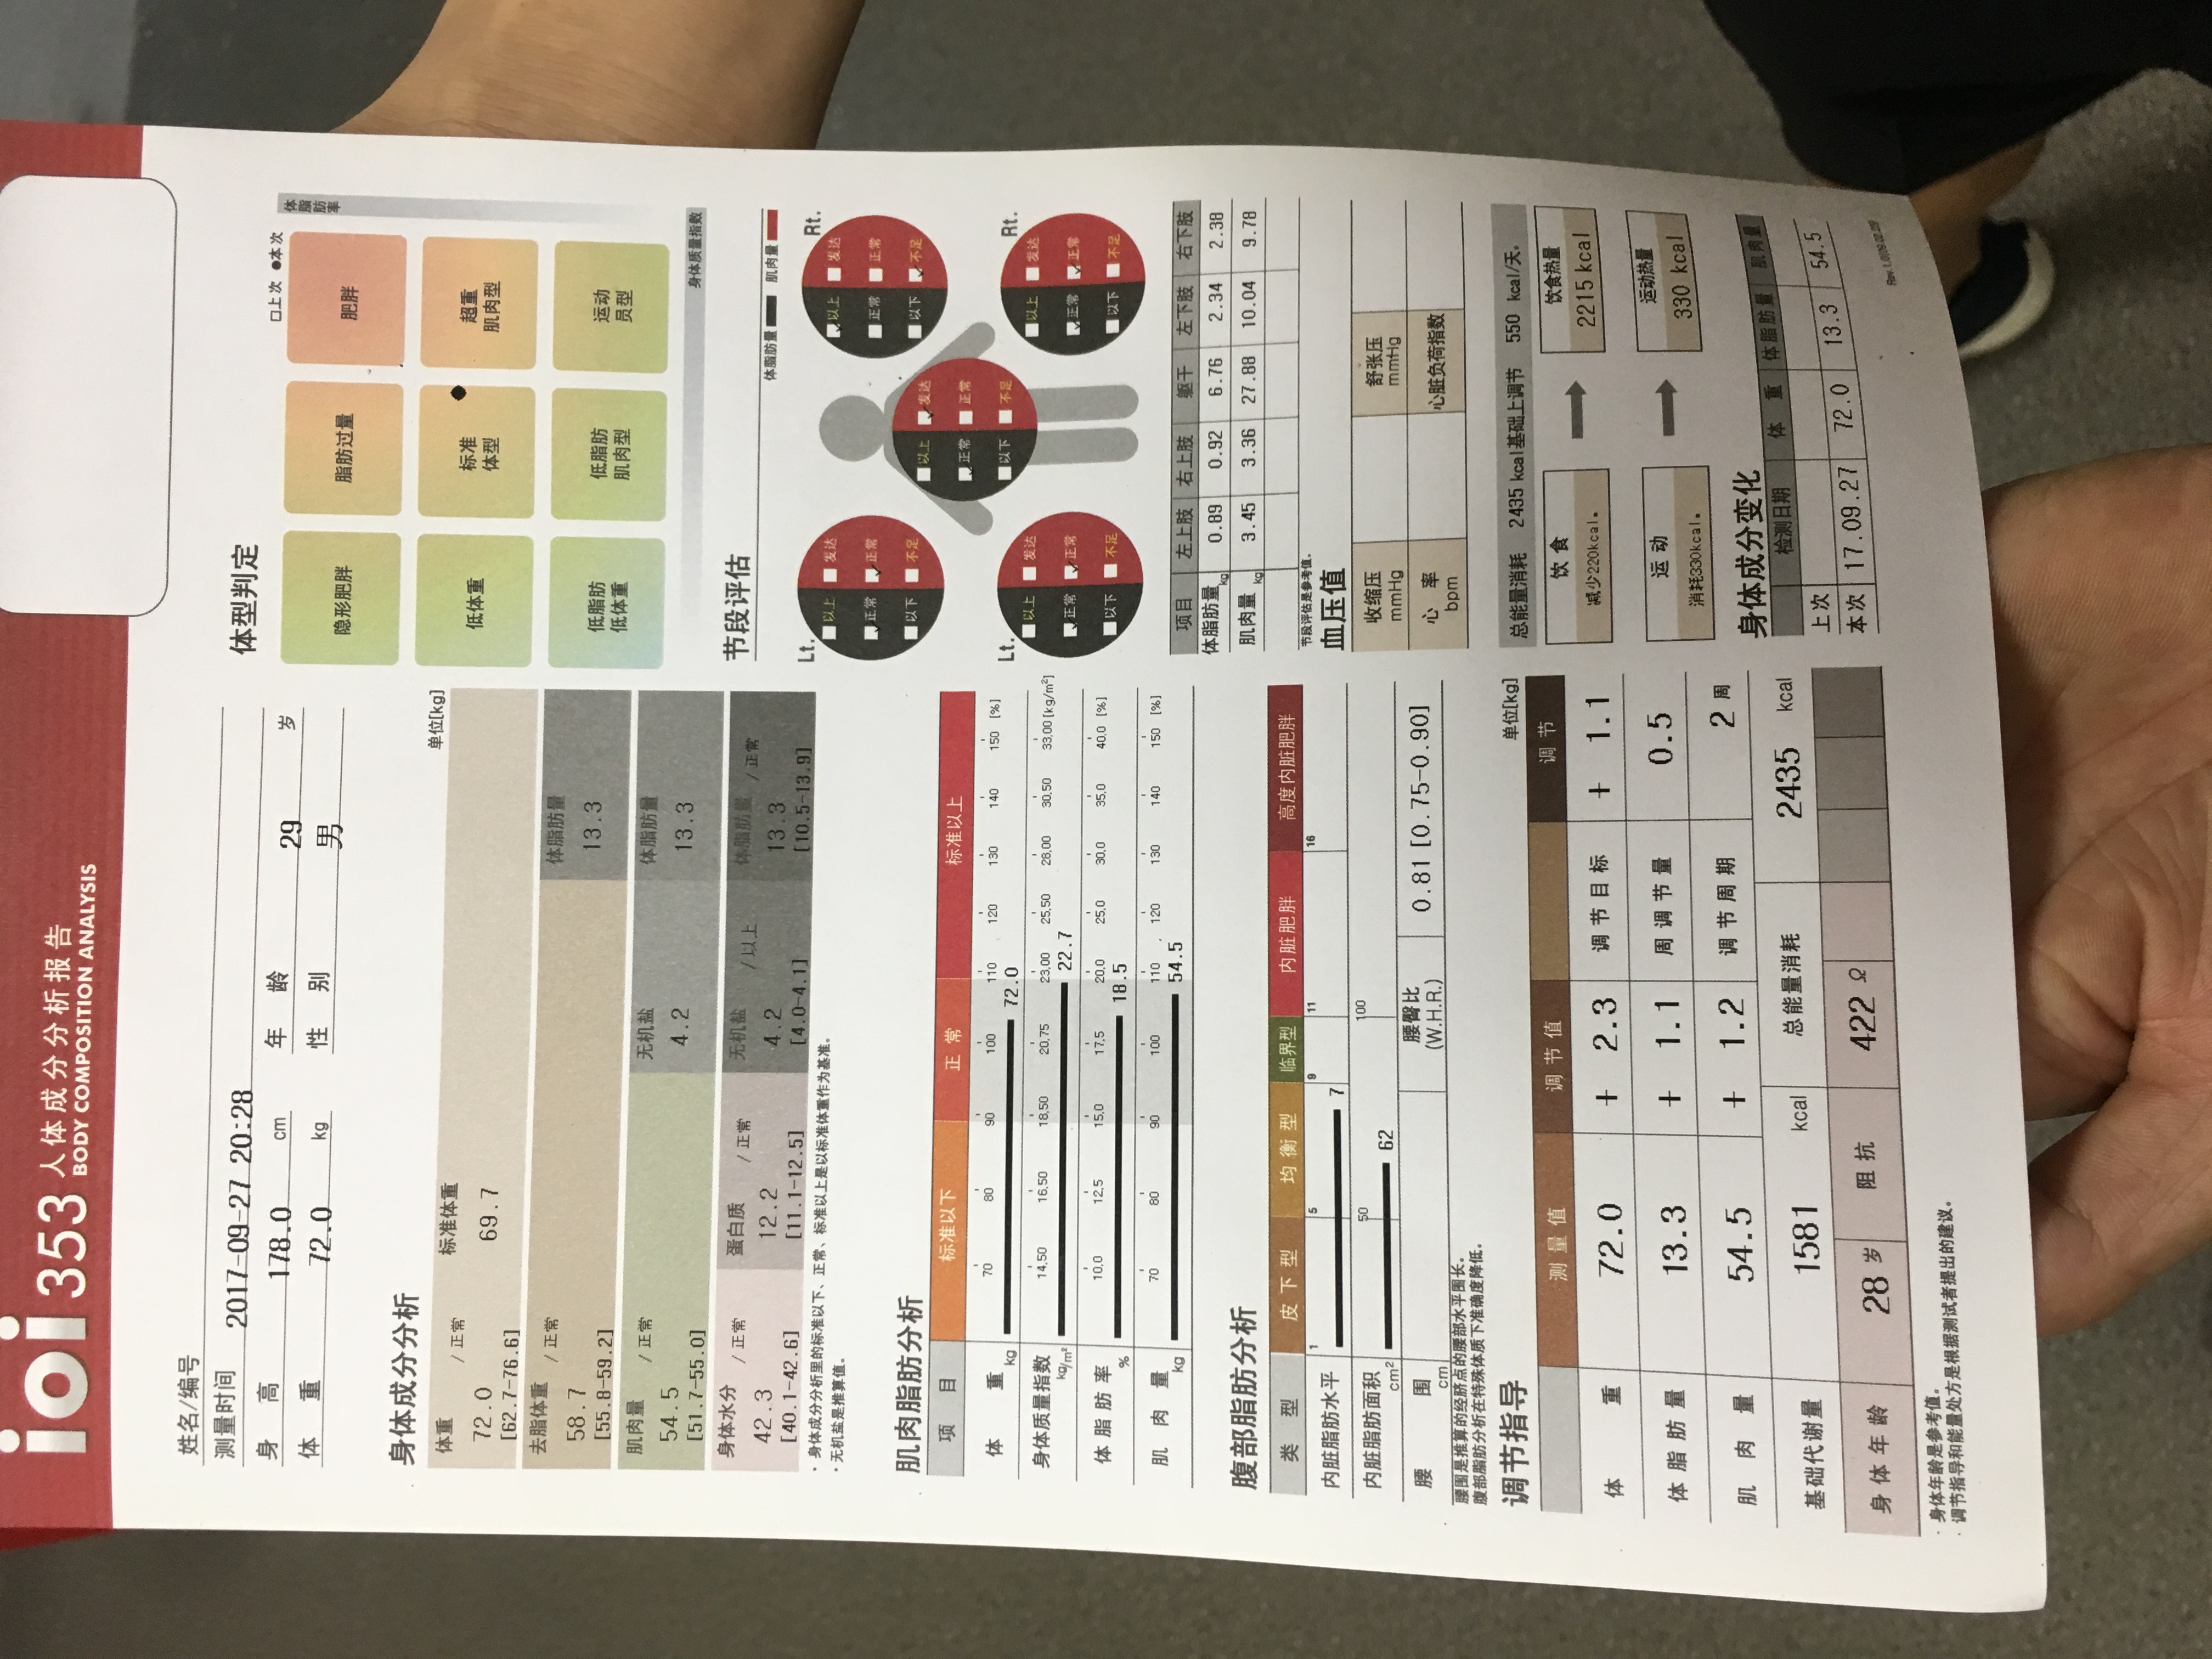 ioi 353 人体成分分析报告
BODY COMPOSITION ANALYSIS
姓名/编号
测量时间 2017-09-27 20:28
身 高 178.0 cm 年 龄 29 岁
体 重 72.0 kg 性 别 男
身体成分分析
单位[kg]
体重 / 正常 标准体重
72.0 69.7
[62.7-76.6]
去脂体重 / 正常 体脂肪量
58.7 13.3
[55.8-59.2]
肌肉量 / 正常 无机盐 体脂肪量
54.5 4.2 13.3
[51.7-55.0]
身体水分 / 正常 蛋白质 / 正常 无机盐 / 以上 体脂肪量 / 正常
42.3 12.2 4.2 13.3
[40.1-42.6] [11.1-12.5] [4.0-4.1] [10.5-13.9]
· 身体成分分析里的标准以下、正常、标准以上是以标准体重作为基准。
· 无机盐是推算值。
肌肉脂肪分析
项 目 标准以下 正 常 标准以上
体 重 kg 70 80 90 100 110 120 130 140 150 [%]
72.0
身体质量指数 kg/m² 14.50 16.50 18.50 20.75 23.00 25.50 28.00 30.50 33.00 [kg/m²]
22.7
体 脂 肪 率 % 10.0 12.5 15.0 17.5 20.0 25.0 30.0 35.0 40.0 [%]
18.5
肌 肉 量 kg 70 80 90 100 110 120 130 140 150 [%]
54.5
腹部脂肪分析
类 型 皮 下 型 均 衡 型 临界型 内脏肥胖 高度内脏肥胖
内脏脂肪水平 1 5 9 11 16
7
内脏脂肪面积 cm² 50 100
62
腰 围 cm 腰臀比 (W.H.R.) 0.81 [0.75-0.90]
腰围是推算的经脐点的腰部水平围长。
腹部脂肪分析在特殊体质下准确度降低。
调节指导
单位[kg]
测 量 值 调 节 值 调 节
体 重 72.0 + 2.3 调 节 目 标 + 1.1
体 脂 肪 量 13.3 + 1.1 周 调 节 量 0.5
肌 肉 量 54.5 + 1.2 调 节 周 期 2 周
基础代谢量 1581 kcal 总能量消耗 2435 kcal
身 体 年 龄 28 岁 阻 抗 422 Ω
· 身体年龄是参考值。
· 调节指导和能量处方是根据测试者提出的建议。
体型判定
□上 次 ●本 次
体脂肪率
隐形肥胖 脂肪过量 肥胖
低体重 标准体型 超重肌肉型
低脂肪低体重 低脂肪肌肉型 运动员型
身体质量指数
节段评估
体脂肪量 肌肉量
Lt. Rt.
以上 发达 以上 发达
正常 正常 正常 正常
以下 不足 以下 不足
以上 发达
正常 正常
以下 不足
Lt. Rt.
以上 发达 以上 发达
正常 正常 正常 正常
以下 不足 以下 不足
项目 左上肢 右上肢 躯干 左下肢 右下肢
体脂肪量 kg 0.89 0.92 6.76 2.34 2.38
肌肉量 kg 3.45 3.36 27.88 10.04 9.78
节段评估是参考值。
血压值
收缩压 mmHg 舒张压 mmHg
心 率 bpm 心脏负荷指数
总能量消耗 2435 kcal基础上调节 550 kcal/天。
饮 食 饮食热量
减少220kcal。 2215 kcal
运 动 运动热量
消耗330kcal。 330 kcal
身体成分变化
检测日期 体 重 体脂肪量 肌肉量
上次
本次 17.09.27 72.0 13.3 54.5